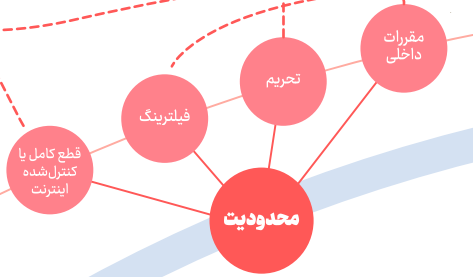 مقررات
داخلی
تحریم
فیلترینگ
قطع کامل یا
کنترل‌شده
اینترنت
محدودیت